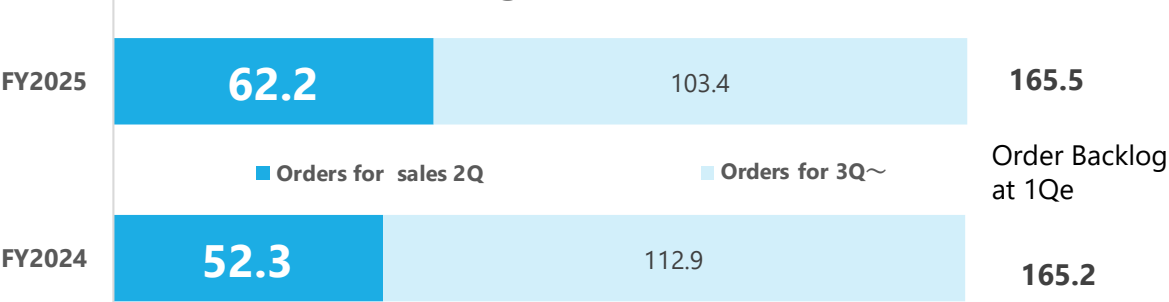 FY2025 62.2 103.4 165.5
Orders for sales 2Q Orders for 3Q～
Order Backlog
at 1Qe
FY2024 52.3 112.9 165.2